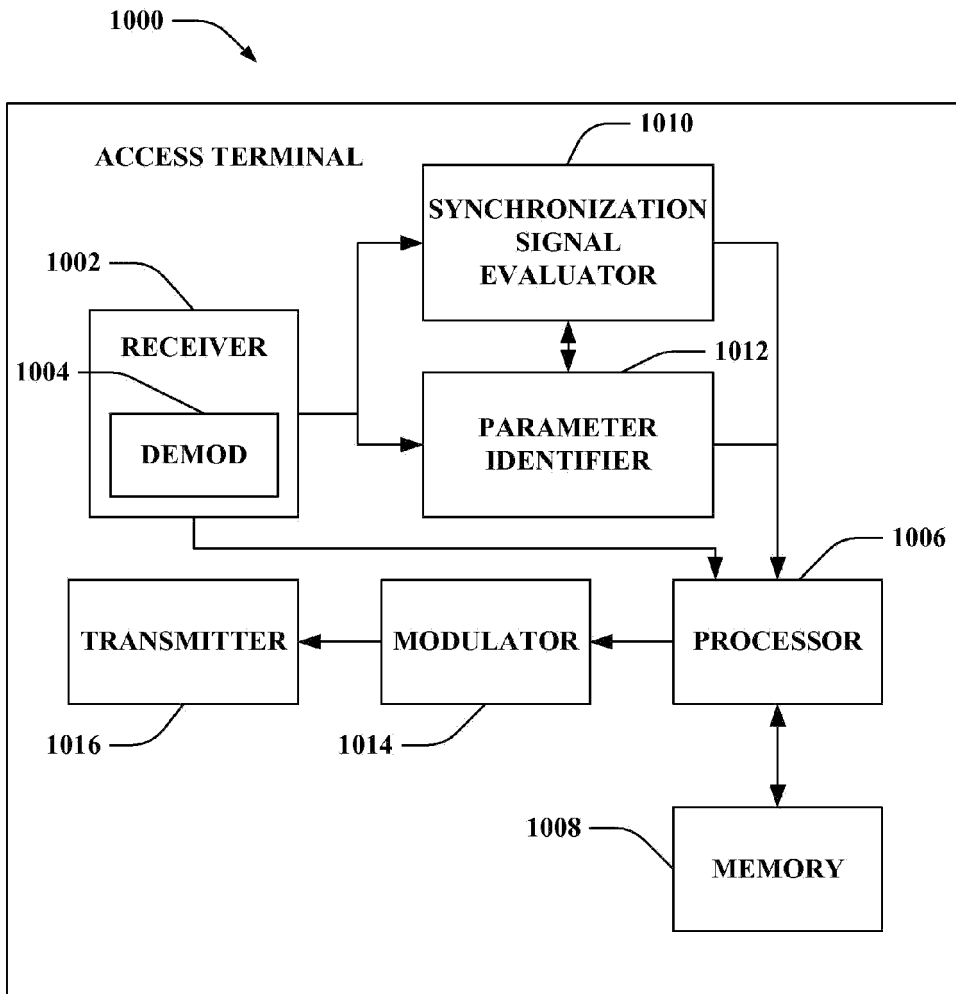 1000
ACCESS TERMINAL
1010
SYNCHRONIZATION
SIGNAL
EVALUATOR
1002
RECEIVER
1004
DEMOD
1012
PARAMETER
IDENTIFIER
1006
TRANSMITTER
MODULATOR
PROCESSOR
1016
1014
1008
MEMORY